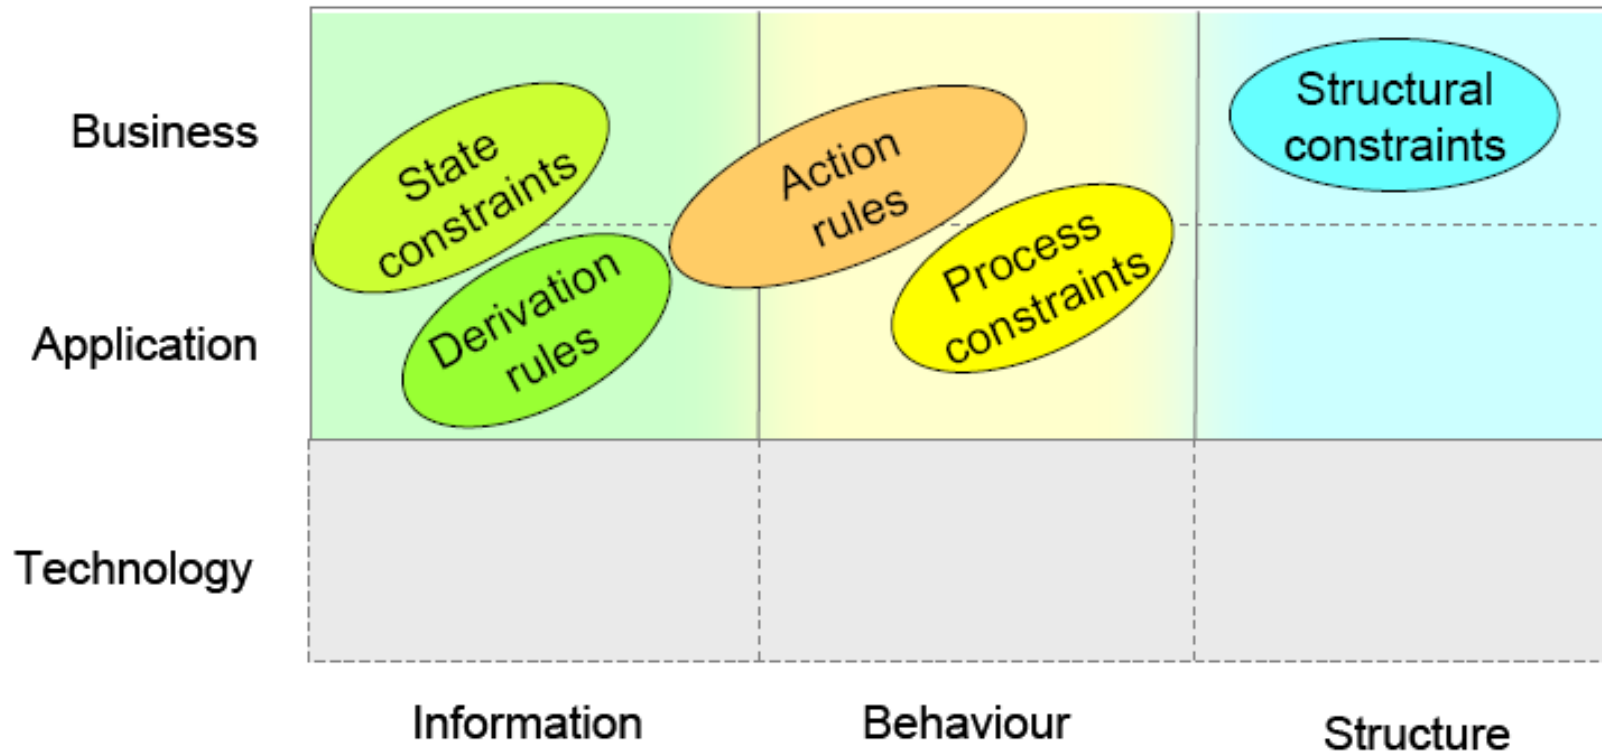 Business
State
constraints
Action
rules
Structural
constraints
Application
Derivation
rules
Process
constraints
Technology
Information
Behaviour
Structure